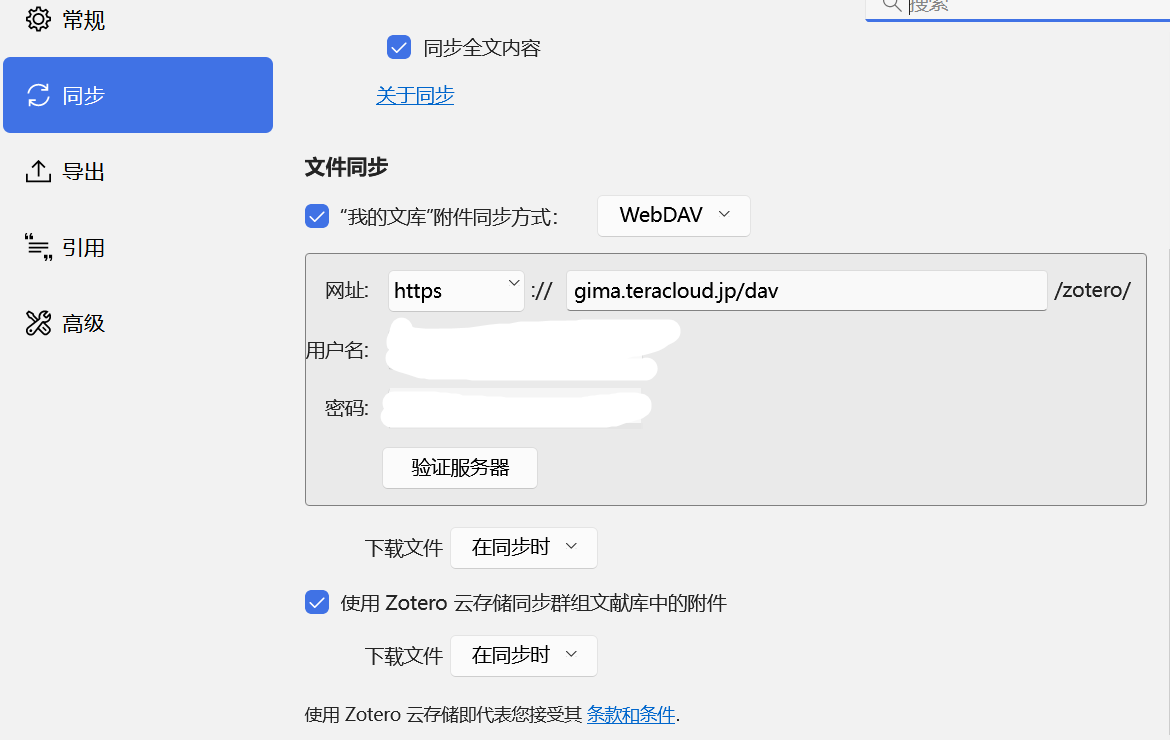 常规
搜索
同步全文内容
同步
关于同步
文件同步
导出
“我的文库”附件同步方式: WebDAV
引用
网址: https :// gima.teracloud.jp/dav /zotero/
高级
用户名:
密码:
验证服务器
下载文件 在同步时
使用 Zotero 云存储同步群组文献库中的附件
下载文件 在同步时
使用 Zotero 云存储即代表您接受其 条款和条件.